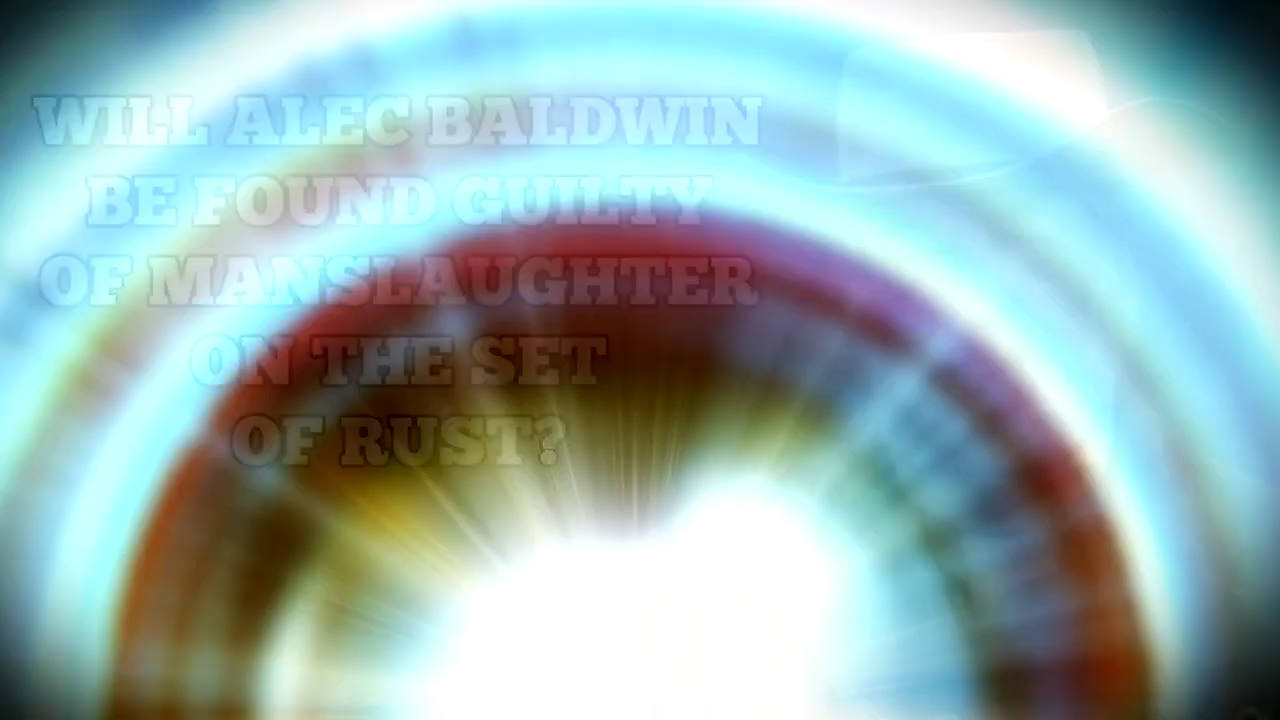 WILL ALEC BALDWIN
BE FOUND GUILTY
OF MANSLAUGHTER
ON THE SET
OF RUST?